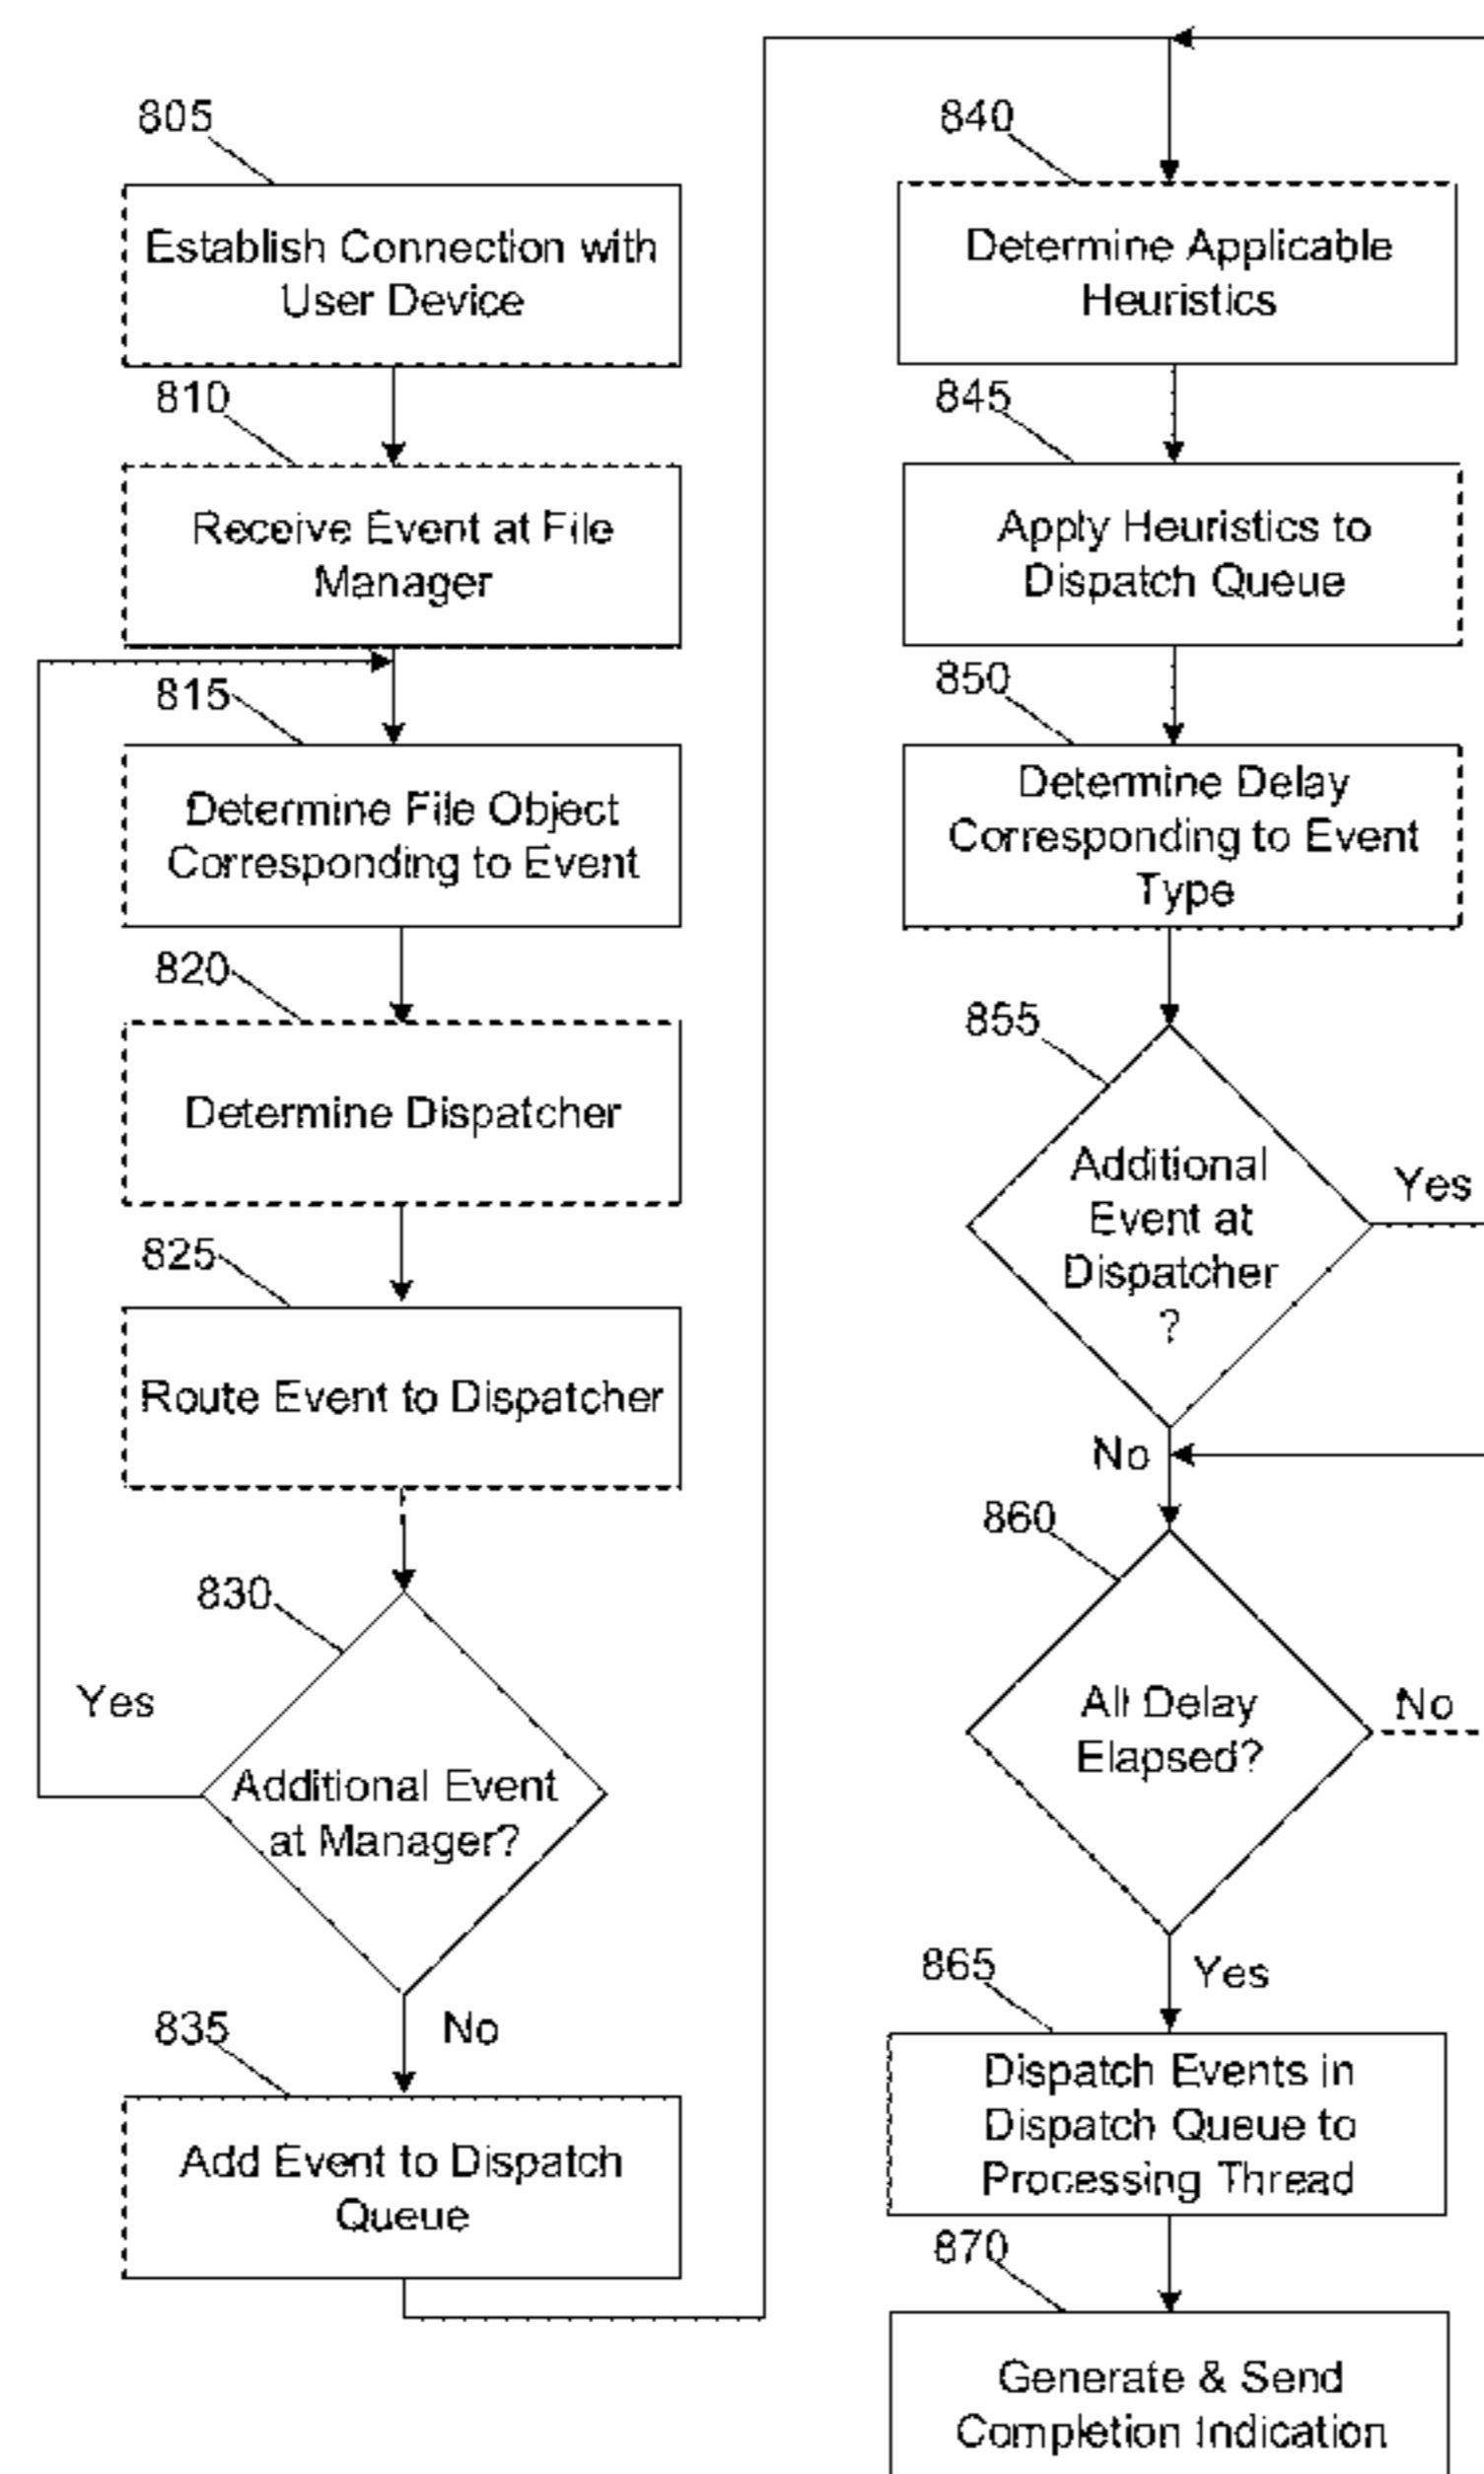 805
Establish Connection with
User Device
810
Receive Event at File
Manager
815
Determine File Object
Corresponding to Event
820
Determine Dispatcher
825
Route Event to Dispatcher
830
Yes
Additional Event
at Manager?
No
835
Add Event to Dispatch
Queue
840
Determine Applicable
Heuristics
845
Apply Heuristics to
Dispatch Queue
850
Determine Delay
Corresponding to Event
Type
855
Additional
Event at
Dispatcher
?
Yes
No
860
All Delay
Elapsed?
No
Yes
865
Dispatch Events in
Dispatch Queue to
Processing Thread
870
Generate & Send
Completion Indication